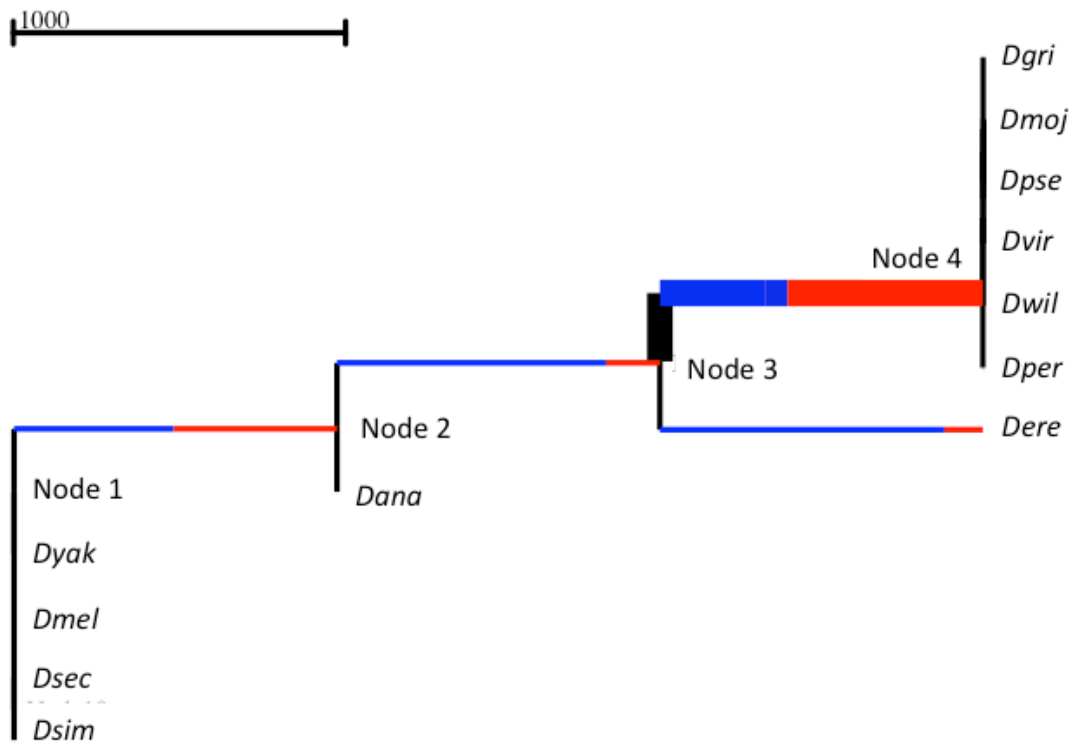 1000
Dgri
Dmoj
Dpse
Dvir
Node 4
Dwil
Dper
Node 3
Dere
Node 2
Node 1
Dana
Dyak
Dmel
Dsec
Dsim